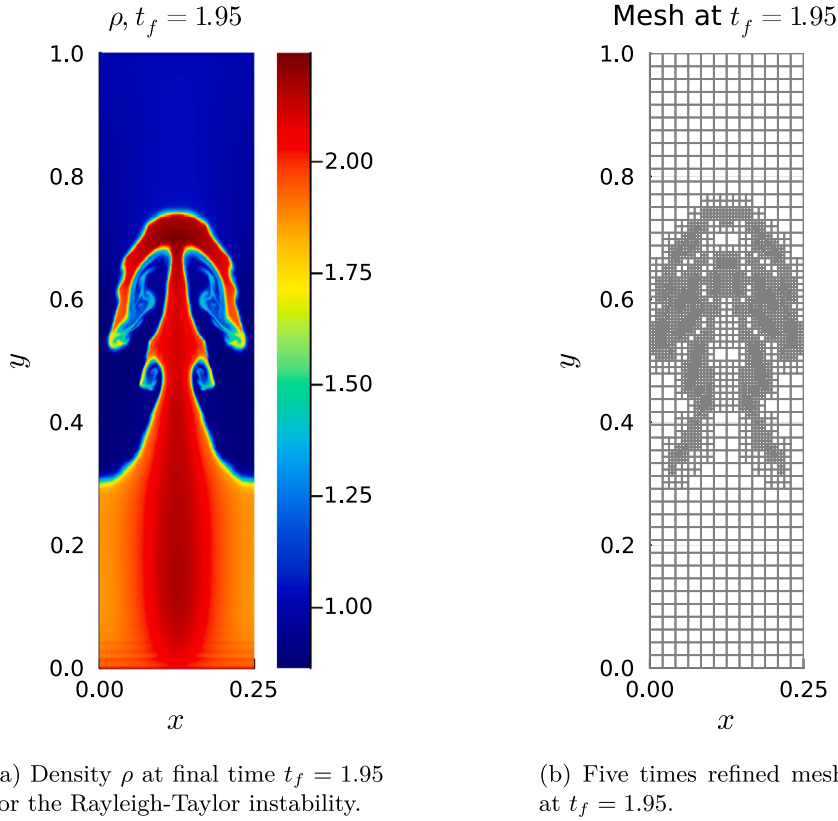 ρ, t_f = 1.95
1.0
0.8
0.6
0.4
0.2
0.0
y
0.00
0.25
x
2.00
1.75
1.50
1.25
1.00
a) Density ρ at final time t_f = 1.95
or the Rayleigh-Taylor instability.
Mesh at t_f = 1.95
1.0
0.8
0.6
0.4
0.2
0.0
y
0.00
0.25
x
(b) Five times refined mesh
at t_f = 1.95.